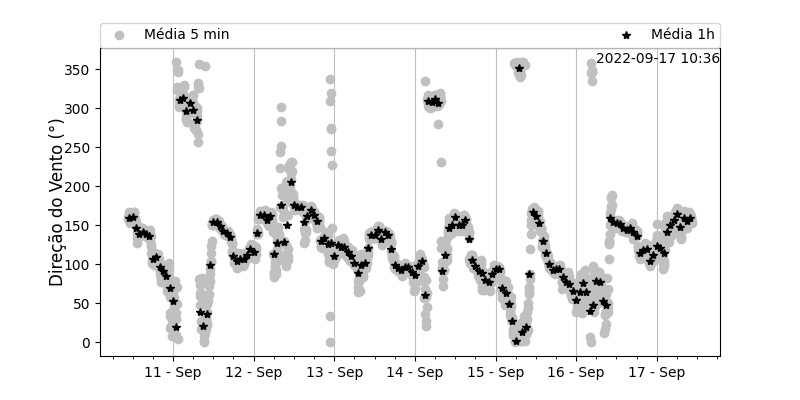 Média 5 min
Média 1h
2022-09-17 10:36
Direção do Vento (°)
350
300
250
200
150
100
50
0
11 - Sep
12 - Sep
13 - Sep
14 - Sep
15 - Sep
16 - Sep
17 - Sep